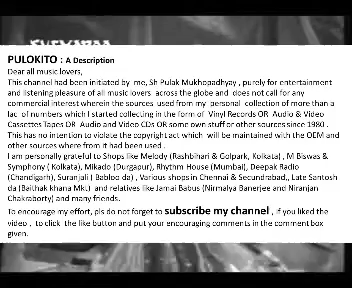 PULOKITO : A Description
Dear all music lovers,
This channel had been initiated by me, Sh Pulak Mukhopadhyay , purely for entertainment
and listening pleasure of all music lovers across the globe and does not call for any
commercial interest wherein the sources used from my personal collection of more than a
lac of numbers which I started collecting in the form of Vinyl Records OR Audio & Video
Cassettes Tapes OR Audio and Video CDs OR some own stuff or other sources since 1980 .
This has no intention to violate the copyright act which will be maintained with the OEM and
other sources where from it had been used .
I am personally grateful to Shops like Melody (Rashbihari & Golpark, Kolkata) , M Biswas &
Symphony ( Kolkata), Mikado (Durgapur), Rhythm House (Mumbai), Deepak Radio
(Chandigarh), Suranjali ( Babloo da) , Various shops in Chennai & Secundrabad,, Late Santosh
da (Baithak khana Mkt) and relatives like Jamai Babus (Nirmalya Banerjee and Niranjan
Chakraborty) and many friends.
To encourage my effort, pls do not forget to subscribe my channel , if you liked the
video , to click the like button and put your encouraging comments in the comment box
given.